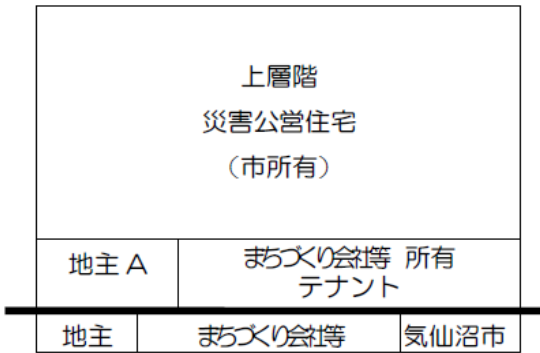 上層階
災害公営住宅
（市所有）
地主 A
まちづくり会社等 所有
テナント
地主
まちづくり会社等
気仙沼市